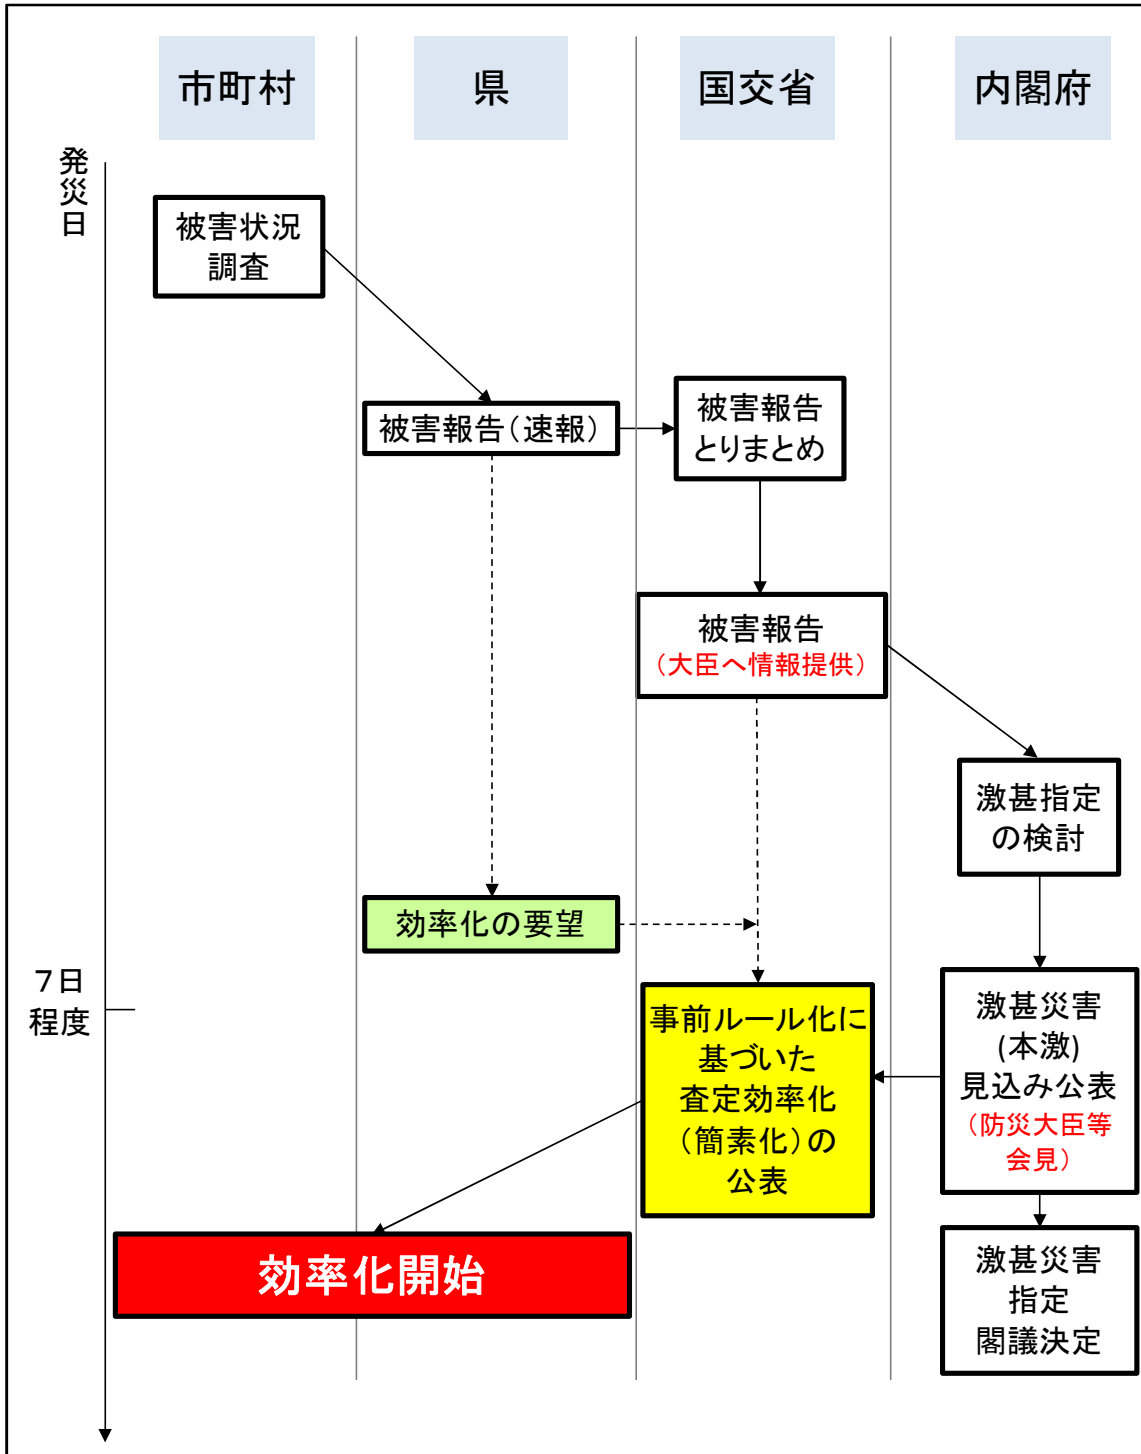 市町村
県
国交省
内閣府
発災日
被害状況
調査
被害報告（速報）
被害報告
とりまとめ
被害報告
（大臣へ情報提供）
激甚指定
の検討
効率化の要望
7日
程度
事前ルール化に
基づいた
査定効率化
（簡素化）の
公表
激甚災害
(本激)
見込み公表
（防災大臣等
会見）
効率化開始
激甚災害
指定
閣議決定